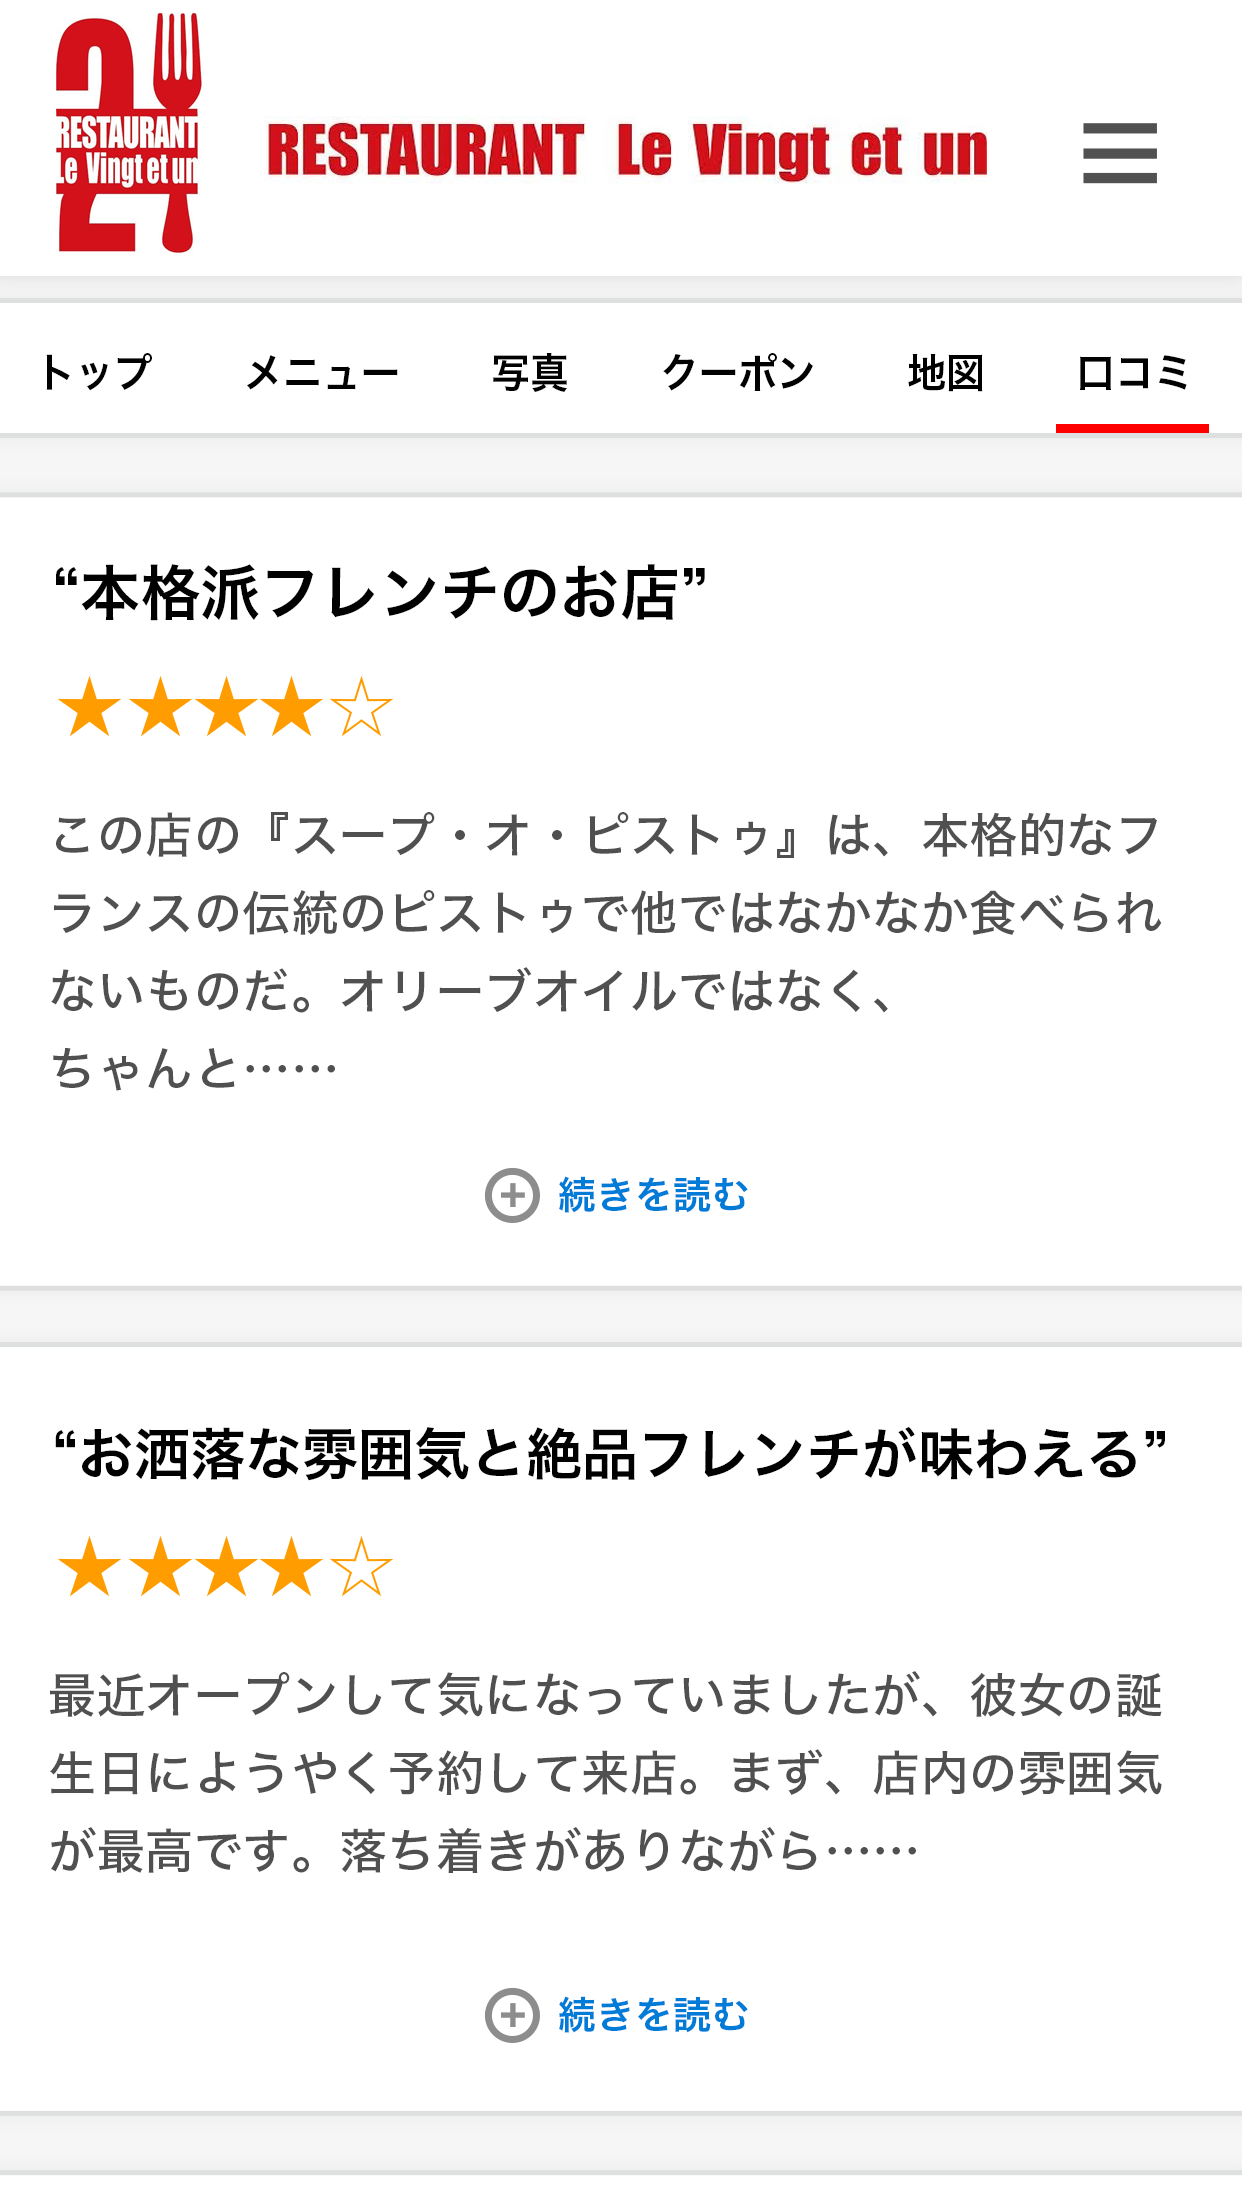 RESTAURANT
Le Vingt et un
RESTAURANT Le Vingt et un
トップ メニュー 写真 クーポン 地図 口コミ
“本格派フレンチのお店”
★★★★☆
この店の『スープ・オ・ピストゥ』は、本格的なフ
ランスの伝統のピストゥで他ではなかなか食べられ
ないものだ。オリーブオイルではなく、
ちゃんと……
続きを読む
“お洒落な雰囲気と絶品フレンチが味わえる”
★★★★☆
最近オープンして気になっていましたが、彼女の誕
生日にようやく予約して来店。まず、店内の雰囲気
が最高です。落ち着きがありながら……
続きを読む